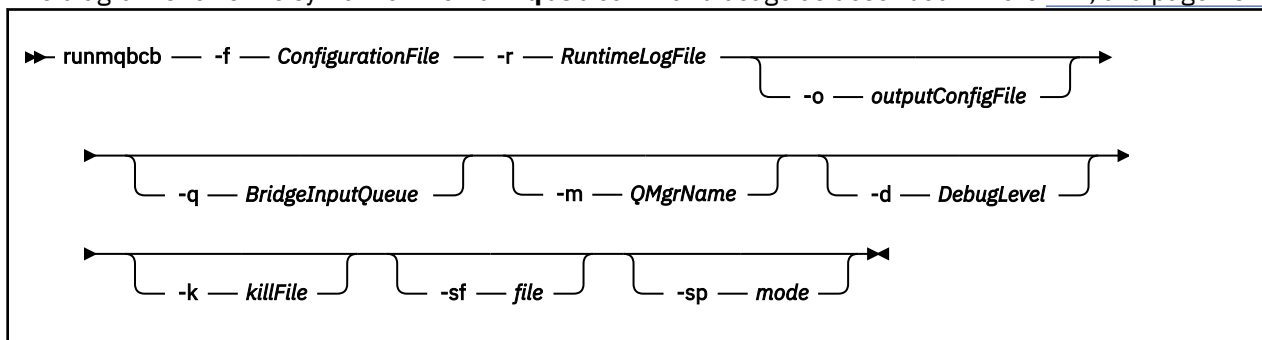 runmqbcb -f ConfigurationFile -r RuntimeLogFile
-o outputConfigFile
-q BridgeInputQueue -m QMgrName -d DebugLevel
-k killFile -sf file -sp mode